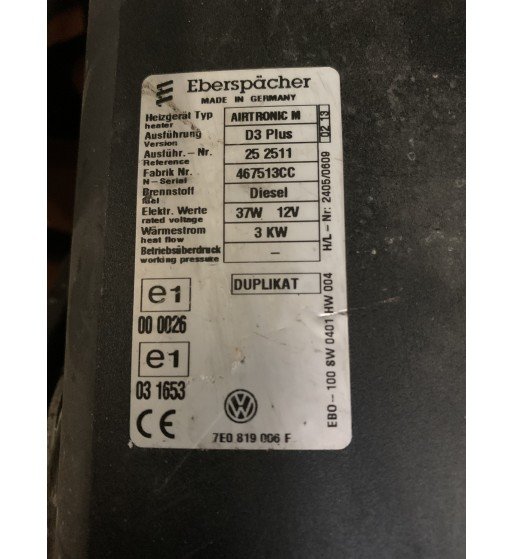 Eberspächer
MADE IN GERMANY
Heizgerät Typ AIRTRONIC M
heater
Ausführung D3 Plus
Version
Ausführ.-Nr. 25 2511
Reference
Fabrik Nr. 467513CC
N-Serial
Brennstoff Diesel
fuel
Elektr. Werte 37W 12V
rated voltage
Wärmestrom 3 KW
heat flow
Betriebsüberdruck –
working pressure
02 13
H/L – Nr: 2405/0609
e1
DUPLIKAT
00 0026
e1
03 1653
CE
VW
7E0 819 006 F
EBO – 100 8W 0401 HW 004